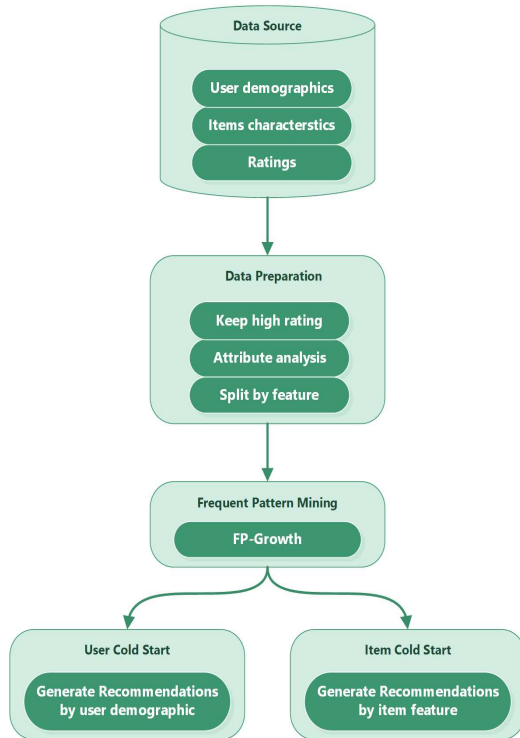 Data Source
User demographics
Items characterstics
Ratings
Data Preparation
Keep high rating
Attribute analysis
Split by feature
Frequent Pattern Mining
FP-Growth
User Cold Start
Generate Recommendations
by user demographic
Item Cold Start
Generate Recommendations
by item feature